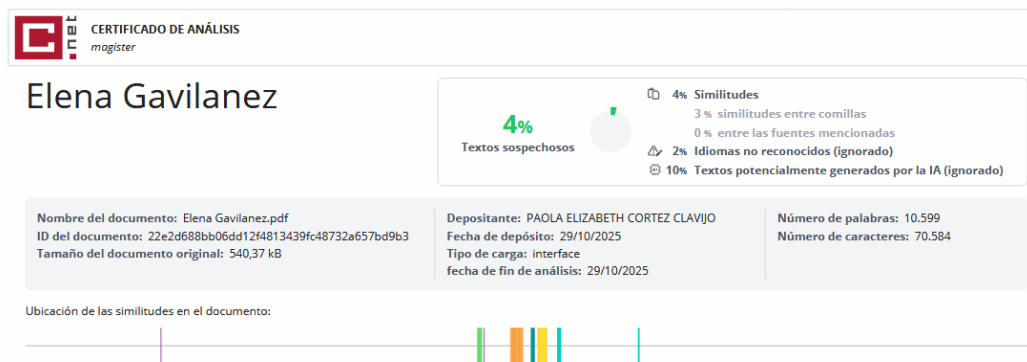 C.net
CERTIFICADO DE ANÁLISIS
magister
Elena Gavilanez
4%
Textos sospechosos
4% Similitudes
3 % similitudes entre comillas
0 % entre las fuentes mencionadas
2% Idiomas no reconocidos (ignorado)
10% Textos potencialmente generados por la IA (ignorado)
Nombre del documento: Elena Gavilanez.pdf
ID del documento: 22e2d688bb06dd12f4813439fc48732a657bd9b3
Tamaño del documento original: 540,37 kB
Depositante: PAOLA ELIZABETH CORTEZ CLAVIJO
Fecha de depósito: 29/10/2025
Tipo de carga: interface
fecha de fin de análisis: 29/10/2025
Número de palabras: 10.599
Número de caracteres: 70.584
Ubicación de las similitudes en el documento: